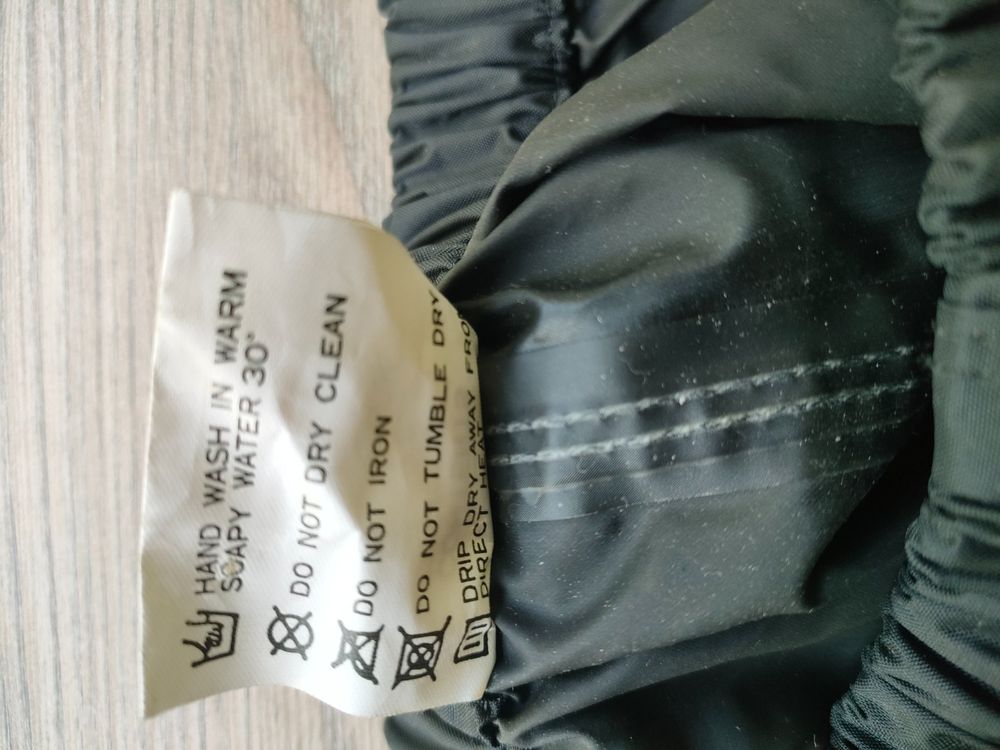 HAND WASH IN WARM
SOAPY WATER 30°
DO NOT DRY CLEAN
DO NOT IRON
DO NOT TUMBLE DRY
DRIP DRY AWAY FROM
DIRECT HEAT